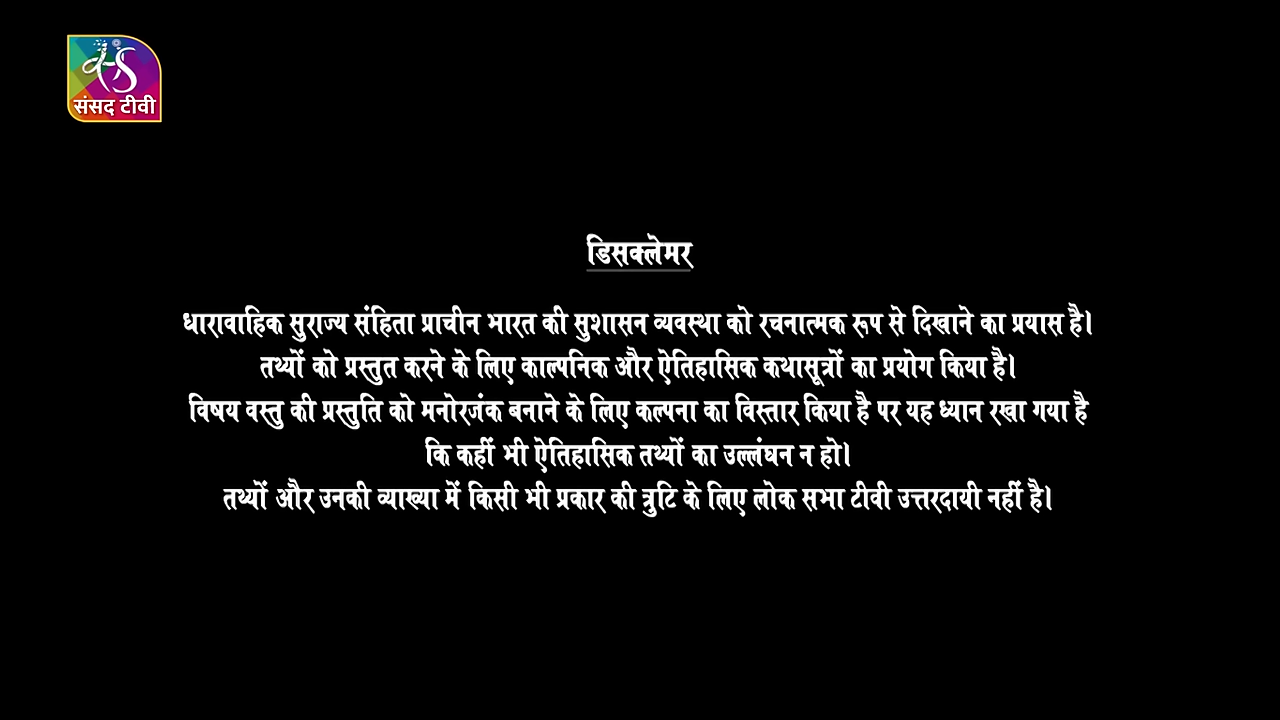 संसद टीवी
डिसक्लेमर
धारावाहिक सुराज्य संहिता प्राचीन भारत की सुशासन व्यवस्था को रचनात्मक रूप से दिखाने का प्रयास है।
तथ्यों को प्रस्तुत करने के लिए काल्पनिक और ऐतिहासिक कथासूत्रों का प्रयोग किया है।
विषय वस्तु की प्रस्तुति को मनोरजंक बनाने के लिए कल्पना का विस्तार किया है पर यह ध्यान रखा गया है
कि कहीं भी ऐतिहासिक तथ्यों का उल्लंघन न हो।
तथ्यों और उनकी व्याख्या में किसी भी प्रकार की त्रुटि के लिए लोक सभा टीवी उत्तरदायी नहीं है।